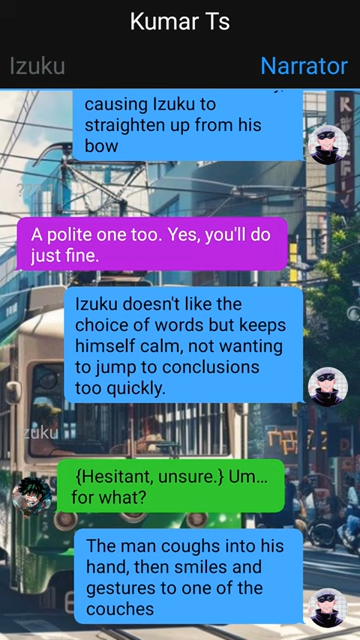 Kumar Ts
Izuku
Narrator
causing Izuku to
straighten up from his
bow
???
A polite one too. Yes, you'll do
just fine.
Izuku doesn't like the
choice of words but keeps
himself calm, not wanting
to jump to conclusions
too quickly.
zuku
{Hesitant, unsure.} Um...
for what?
The man coughs into his
hand, then smiles and
gestures to one of the
couches